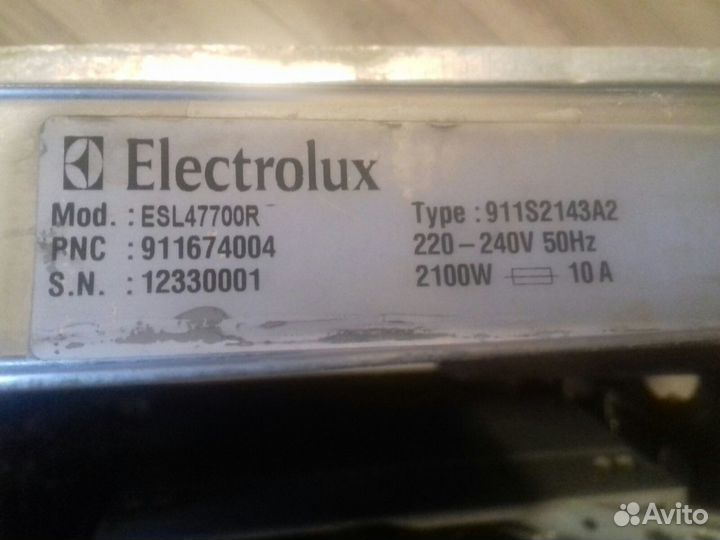 Electrolux
Mod. : ESL47700R
PNC : 911674004
S.N. : 12330001
Type : 911S2143A2
220-240V 50Hz
2100W 10 A
Avito